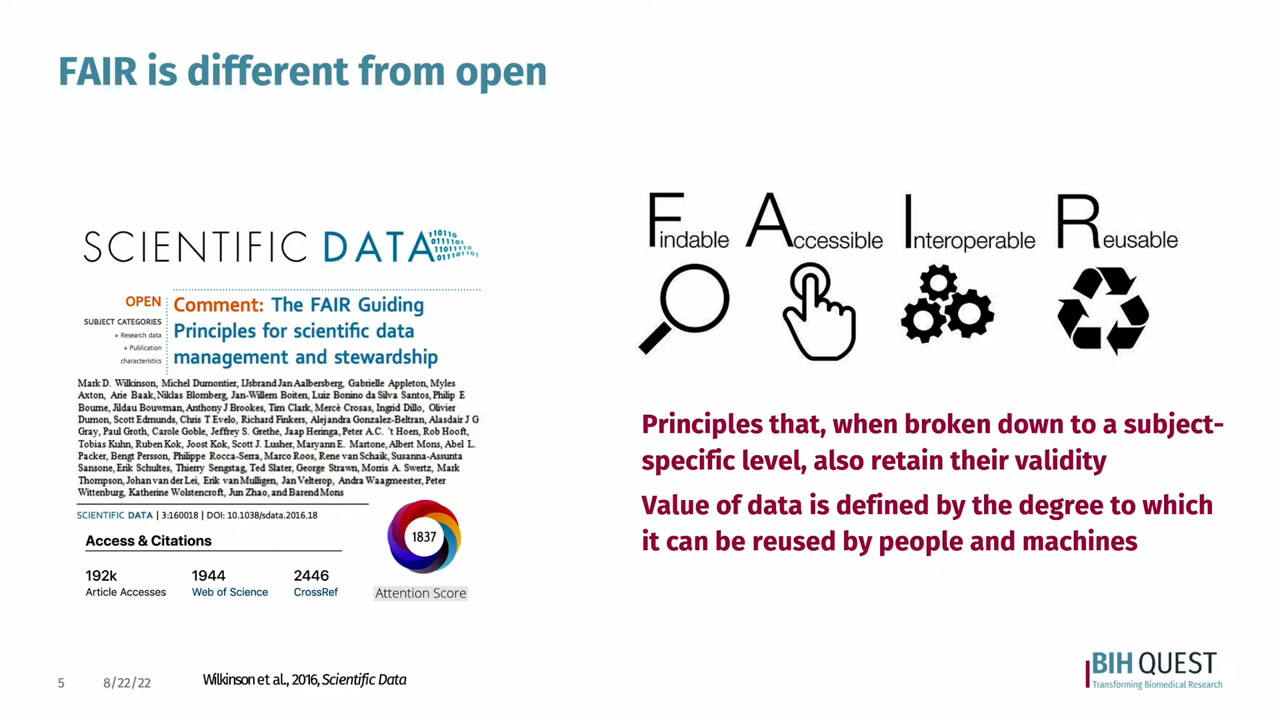 FAIR is different from open
SCIENTIFIC DATA
110110
0111101
11011110
011101101
OPEN
SUBJECT CATEGORIES
» Research data
» Publication
characteristics
Comment: The FAIR Guiding
Principles for scientific data
management and stewardship
Mark D. Wilkinson, Michel Dumontier, IJsbrand Jan Aalbersberg, Gabrielle Appleton, Myles
Axton, Arie Baak, Niklas Blomberg, Jan-Willem Boiten, Luiz Bonino da Silva Santos, Philip E
Bourne, Jildau Bouwman, Anthony J Brookes, Tim Clark, Mercè Crosas, Ingrid Dillo, Olivier
Dumon, Scott Edmunds, Chris T Evelo, Richard Finkers, Alejandra Gonzalez-Beltran, Alasdair J G
Gray, Paul Groth, Carole Goble, Jeffrey S. Grethe, Jaap Heringa, Peter A.C. 't Hoen, Rob Hooft,
Tobias Kuhn, Ruben Kok, Joost Kok, Scott J. Lusher, Maryann E. Martone, Albert Mons, Abel L.
Packer, Bengt Persson, Philippe Rocca-Serra, Marco Roos, Rene van Schaik, Susanna-Assunta
Sansone, Erik Schultes, Thierry Sengstag, Ted Slater, George Strawn, Morris A. Swertz, Mark
Thompson, Johan van der Lei, Erik van Mulligen, Jan Velterop, Andra Waagmeester, Peter
Wittenburg, Katherine Wolstencroft, Jun Zhao, and Barend Mons
SCIENTIFIC DATA | 3:160018 | DOI: 10.1038/sdata.2016.18
Access & Citations
192k 1944 2446
Article Accesses Web of Science CrossRef
1837
Attention Score
Findable Accessible Interoperable Reusable
Principles that, when broken down to a subject-
specific level, also retain their validity
Value of data is defined by the degree to which
it can be reused by people and machines
5 8/22/22 Wilkinson et al., 2016, Scientific Data
BIH QUEST
Transforming Biomedical Research